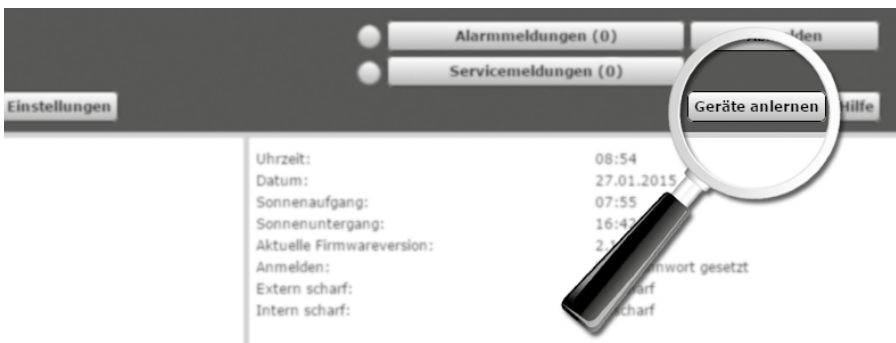 Alarmmeldungen (0)
Servicemeldungen (0)
Einstellungen
Geräte anlernen
Hilfe
Uhrzeit: 08:54
Datum: 27.01.2015
Sonnenaufgang: 07:55
Sonnenuntergang:
Aktuelle Firmwareversion:
Anmelden: gesetzt
Extern scharf:
Intern scharf: